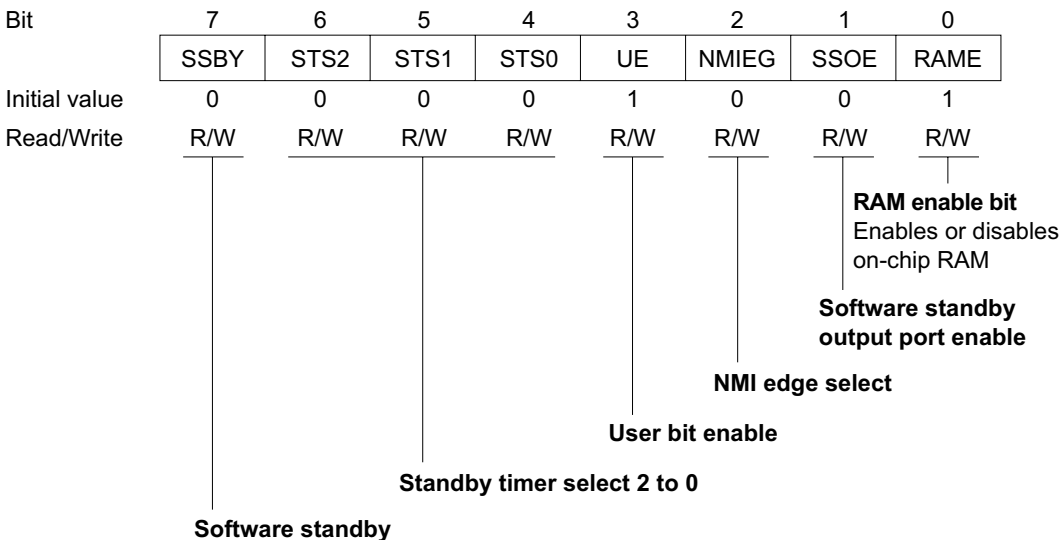 Bit 7 6 5 4 3 2 1 0
SSBY STS2 STS1 STS0 UE NMIEG SSOE RAME
Initial value 0 0 0 0 1 0 0 1
Read/Write R/W R/W R/W R/W R/W R/W R/W R/W
RAM enable bit
Enables or disables
on-chip RAM
Software standby
output port enable
NMI edge select
User bit enable
Standby timer select 2 to 0
Software standby